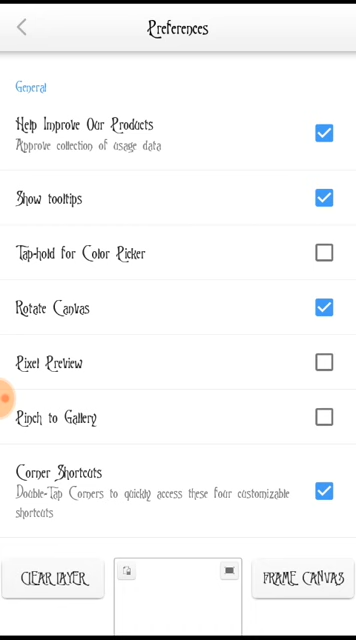 Preferences
General
Help Improve Our Products
Approve collection of usage data
Show tooltips
Tap-hold for Color Picker
Rotate Canvas
Pixel Preview
Pinch to Gallery
Corner Shortcuts
Double-Tap Corners to quickly access these four customizable
shortcuts
CLEAR LAYER
FRAME CANVAS